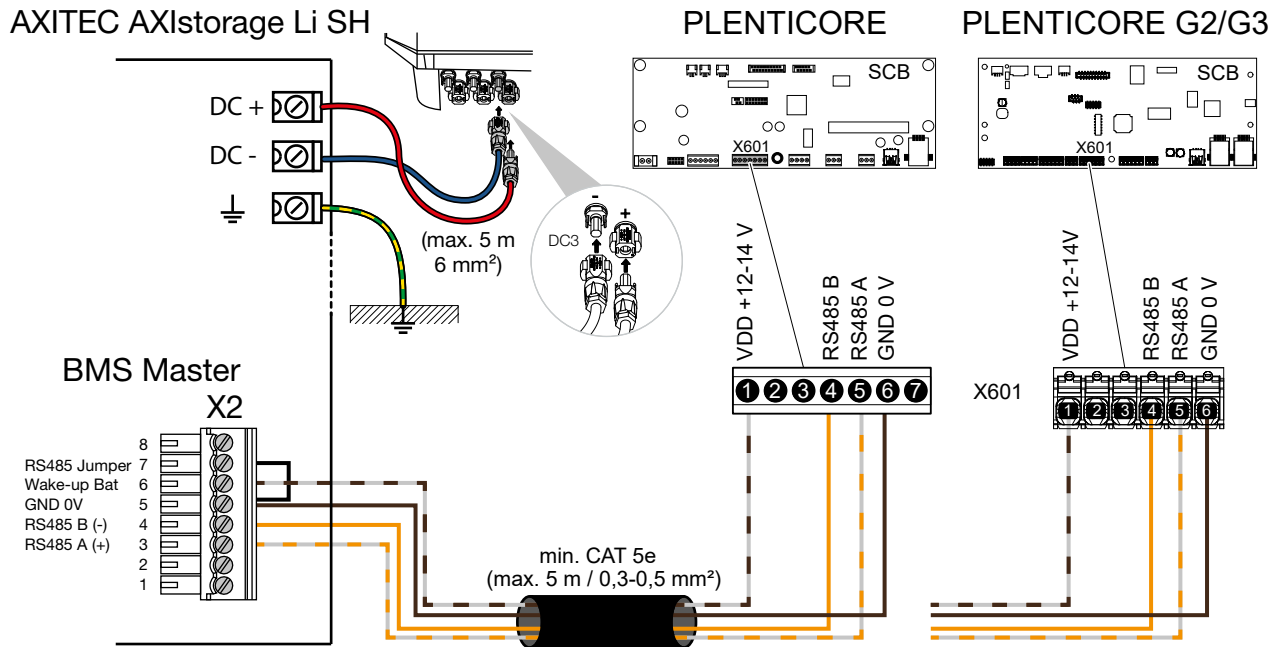 AXITEC AXIstorage Li SH
PLENTICORE
PLENTICORE G2/G3
SCB
SCB
DC +
DC -
X601
X601
(max. 5 m
6 mm²)
DC3
-
+
VDD +12-14 V
RS485 B
RS485 A
GND 0 V
VDD +12-14V
RS485 B
RS485 A
GND 0 V
BMS Master
X2
1 2 3 4 5 6 7
X601
1 2 3 4 5 6
8
RS485 Jumper 7
Wake-up Bat 6
GND 0V 5
RS485 B (-) 4
RS485 A (+) 3
2
1
min. CAT 5e
(max. 5 m / 0,3-0,5 mm²)